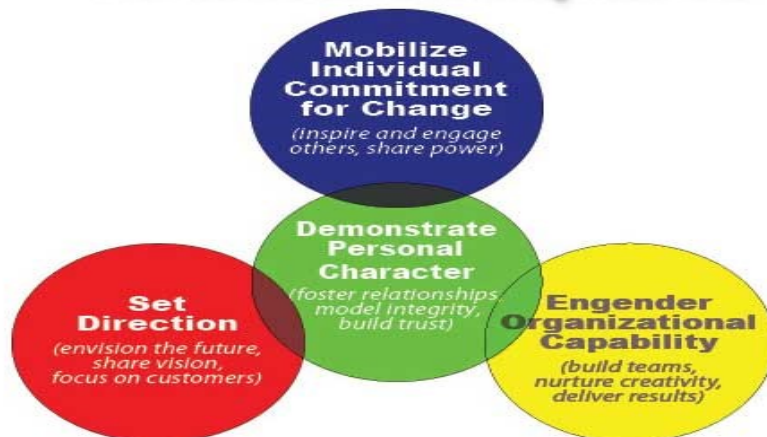 Mobilize
Individual
Commitment
for Change
(inspire and engage
others, share power)
Demonstrate
Personal
Character
(foster relationships,
model integrity,
build trust)
Set
Direction
(envision the future,
share vision,
focus on customers)
Engender
Organizational
Capability
(build teams,
nurture creativity,
deliver results)